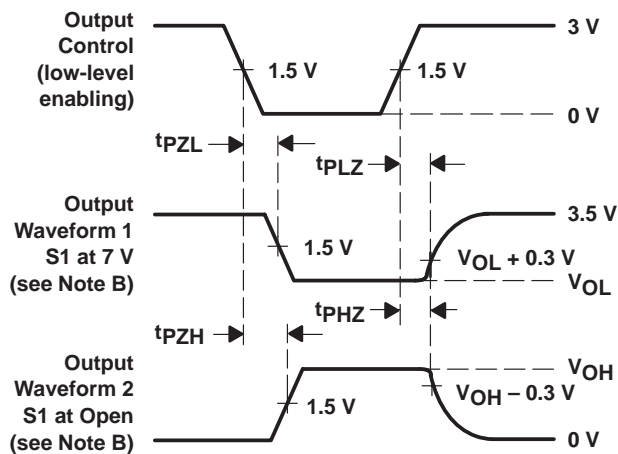 Output
Control
(low-level
enabling)
3 V
1.5 V
1.5 V
0 V
tPZL
tPLZ
Output
Waveform 1
S1 at 7 V
(see Note B)
3.5 V
1.5 V
VOL + 0.3 V
VOL
tPZH
tPHZ
Output
Waveform 2
S1 at Open
(see Note B)
VOH
VOH – 0.3 V
1.5 V
0 V